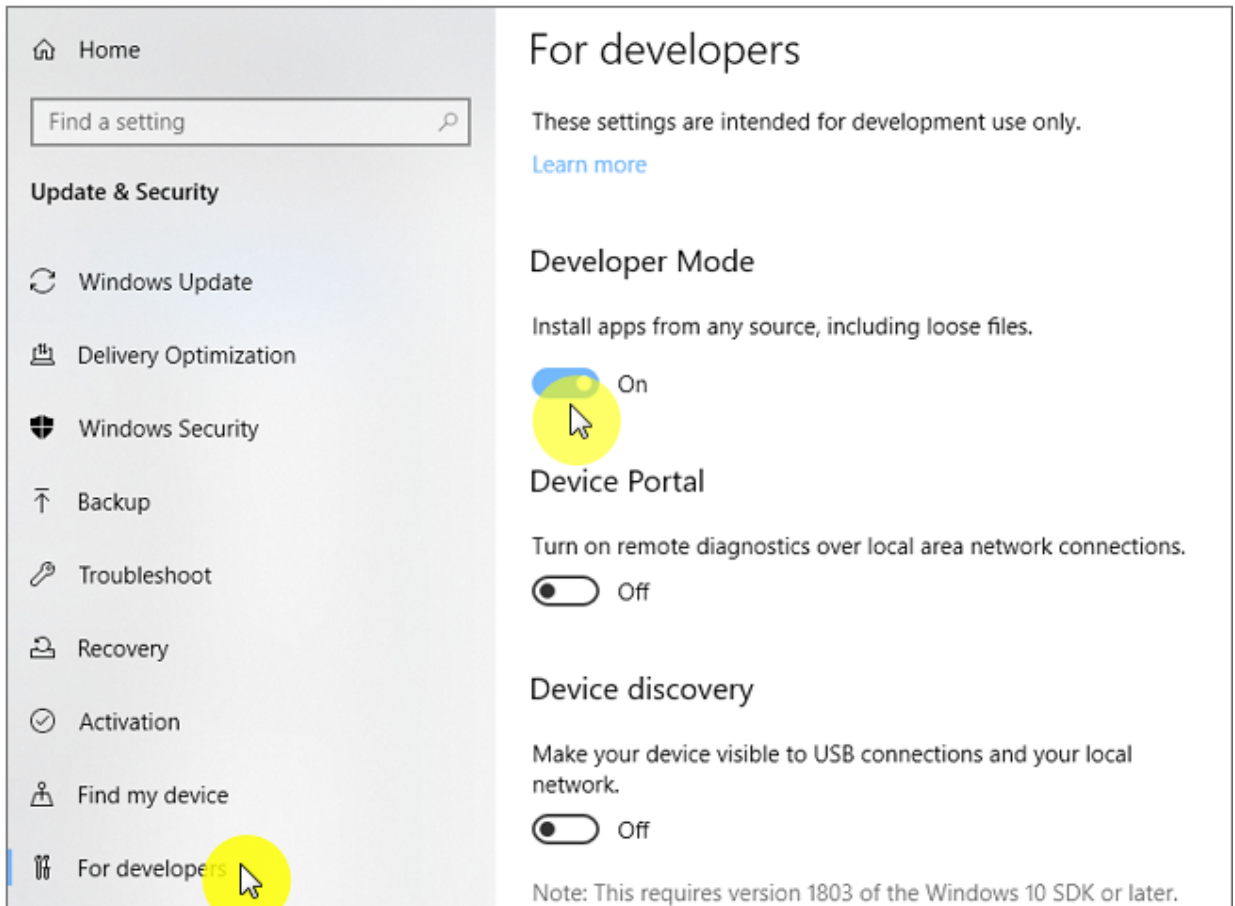 Home
Find a setting
Update & Security
Windows Update
Delivery Optimization
Windows Security
Backup
Troubleshoot
Recovery
Activation
Find my device
For developers
For developers
These settings are intended for development use only.
Learn more
Developer Mode
Install apps from any source, including loose files.
On
Device Portal
Turn on remote diagnostics over local area network connections.
Off
Device discovery
Make your device visible to USB connections and your local
network.
Off
Note: This requires version 1803 of the Windows 10 SDK or later.